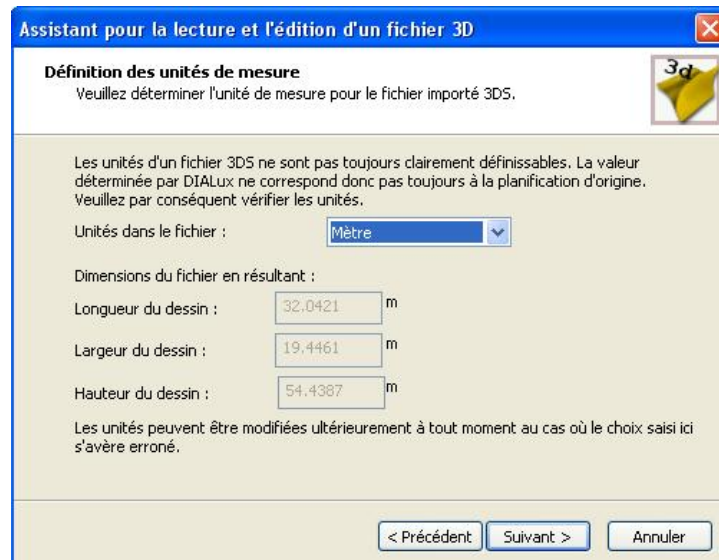 Assistant pour la lecture et l'édition d'un fichier 3D
Définition des unités de mesure
Veuillez déterminer l'unité de mesure pour le fichier importé 3DS.
3d
Les unités d'un fichier 3DS ne sont pas toujours clairement définissables. La valeur
déterminée par DIALux ne correspond donc pas toujours à la planification d'origine.
Veuillez par conséquent vérifier les unités.
Unités dans le fichier : Mètre
Dimensions du fichier en résultant :
Longueur du dessin : 32.0421 m
Largeur du dessin : 19.4461 m
Hauteur du dessin : 54.4387 m
Les unités peuvent être modifiées ultérieurement à tout moment au cas où le choix saisi ici
s'avère erroné.
< Précédent Suivant > Annuler